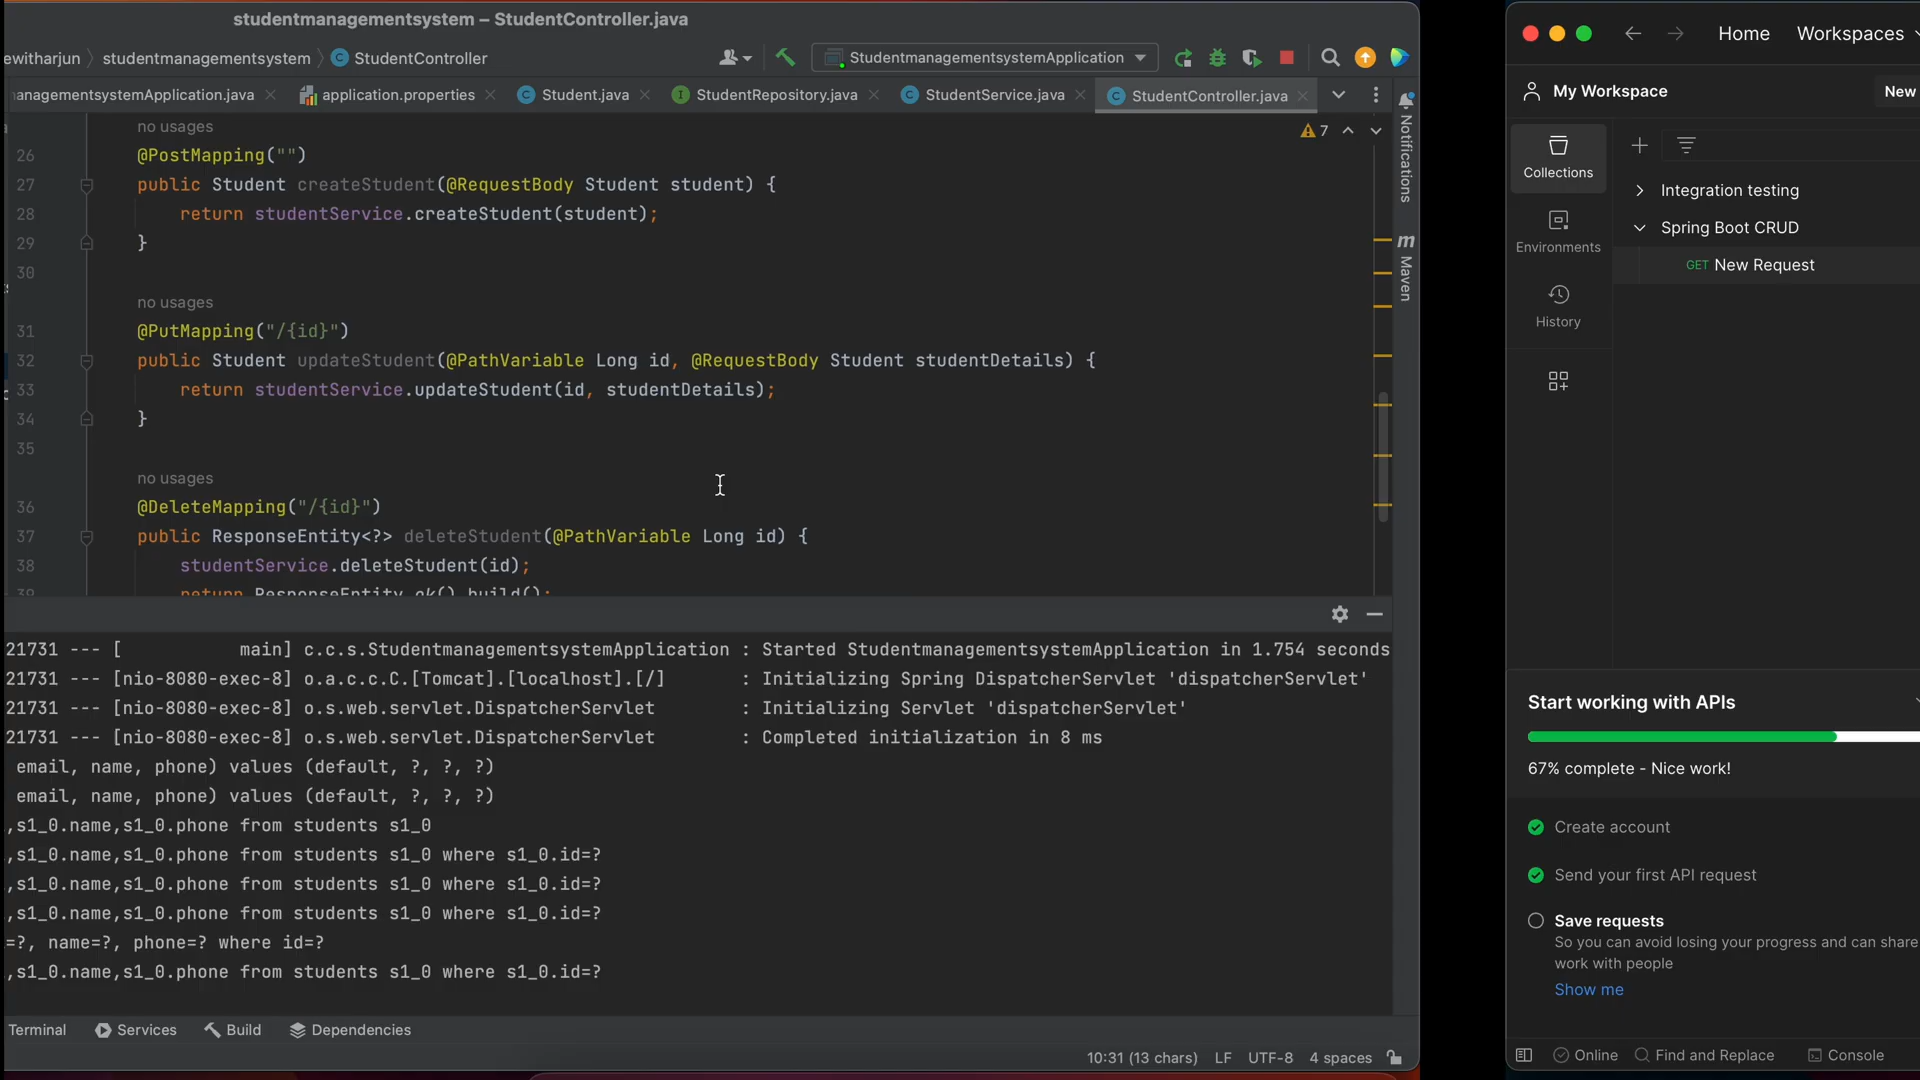 studentmanagementsystem – StudentController.java
ewitharjun studentmanagementsystem StudentController
StudentmanagementsystemApplication
anagementsystemApplication.java application.properties Student.java StudentRepository.java StudentService.java StudentController.java
7
no usages
26 @PostMapping("")
27 public Student createStudent(@RequestBody Student student) {
28 return studentService.createStudent(student);
29 }
30
no usages
31 @PutMapping("/{id}")
32 public Student updateStudent(@PathVariable Long id, @RequestBody Student studentDetails) {
33 return studentService.updateStudent(id, studentDetails);
34 }
35
no usages
36 @DeleteMapping("/{id}")
37 public ResponseEntity<?> deleteStudent(@PathVariable Long id) {
38 studentService.deleteStudent(id);
39 return ResponseEntity.ok().build();
Notifications
m Maven
21731 --- [ main] c.c.s.StudentmanagementsystemApplication : Started StudentmanagementsystemApplication in 1.754 seconds
21731 --- [nio-8080-exec-8] o.a.c.c.C.[Tomcat].[localhost].[/] : Initializing Spring DispatcherServlet 'dispatcherServlet'
21731 --- [nio-8080-exec-8] o.s.web.servlet.DispatcherServlet : Initializing Servlet 'dispatcherServlet'
21731 --- [nio-8080-exec-8] o.s.web.servlet.DispatcherServlet : Completed initialization in 8 ms
email, name, phone) values (default, ?, ?, ?)
email, name, phone) values (default, ?, ?, ?)
,s1_0.name,s1_0.phone from students s1_0
,s1_0.name,s1_0.phone from students s1_0 where s1_0.id=?
,s1_0.name,s1_0.phone from students s1_0 where s1_0.id=?
,s1_0.name,s1_0.phone from students s1_0 where s1_0.id=?
=?, name=?, phone=? where id=?
,s1_0.name,s1_0.phone from students s1_0 where s1_0.id=?
Terminal Services Build Dependencies
10:31 (13 chars) LF UTF-8 4 spaces
Home Workspaces
My Workspace New
Collections
Environments
History
Integration testing
Spring Boot CRUD
GET New Request
Start working with APIs
67% complete - Nice work!
Create account
Send your first API request
Save requests
So you can avoid losing your progress and can share
work with people
Show me
Online Find and Replace Console